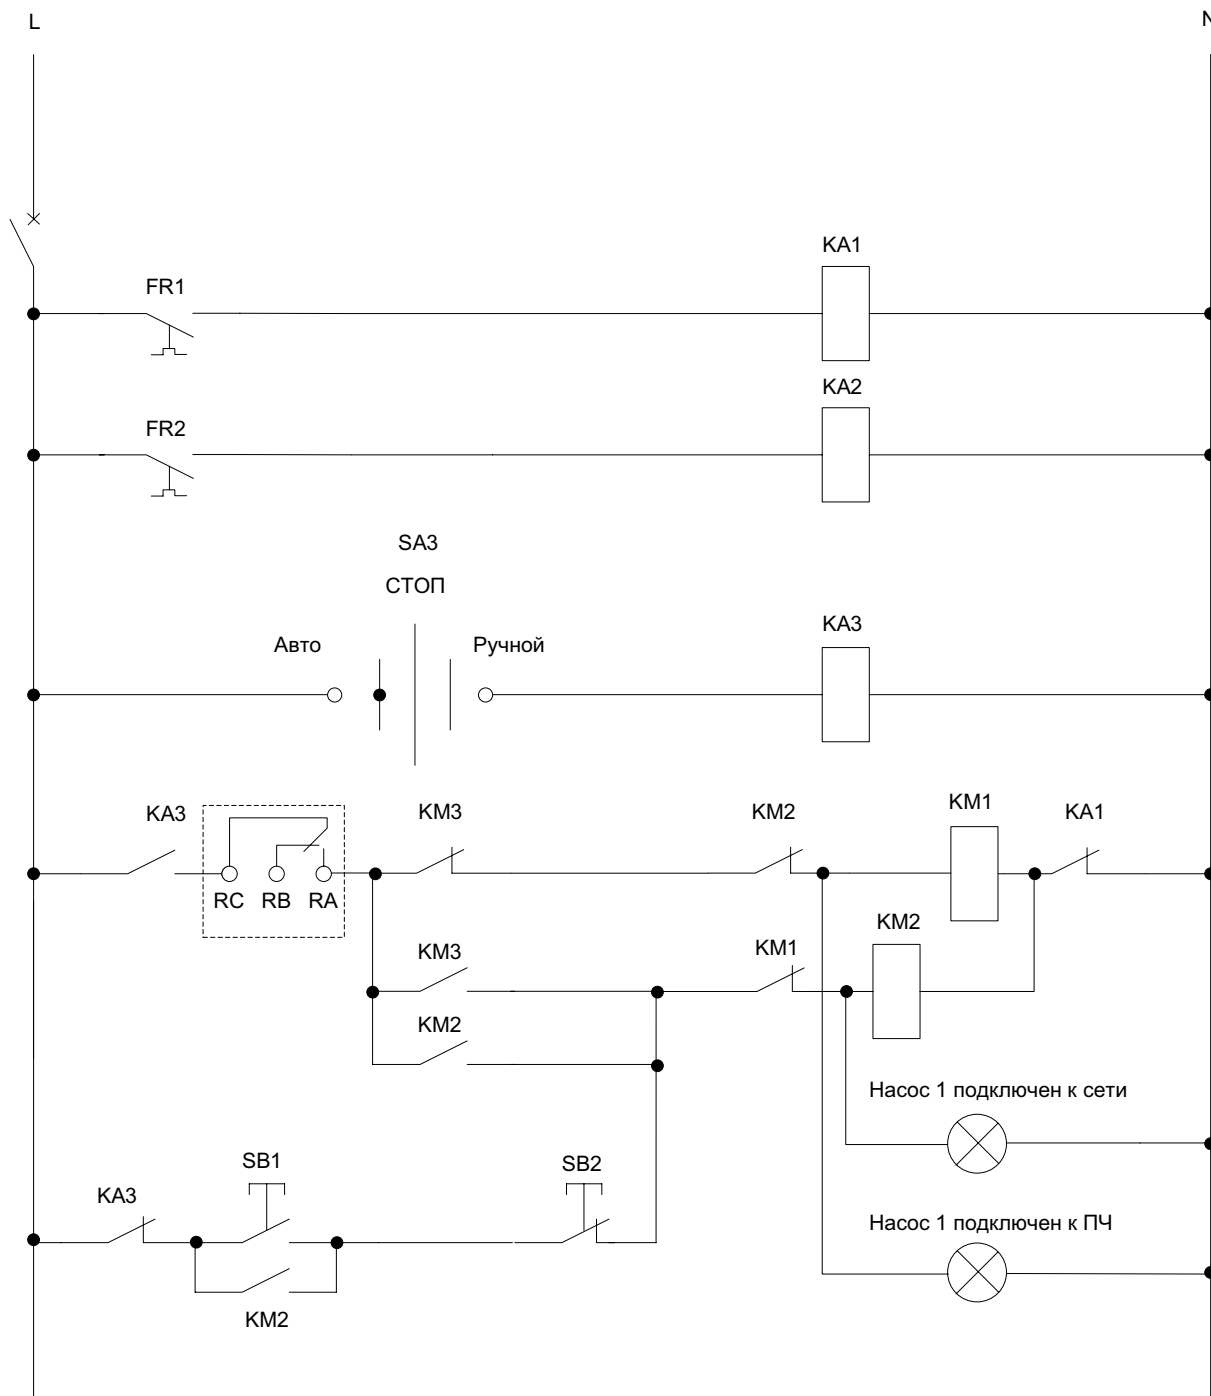 L
N
KA1
FR1
KA2
FR2
SA3
СТОП
Авто
Ручной
KA3
KA3
KM3
KM2
KM1
KA1
RC
RB
RA
KM2
KM3
KM1
KM2
Насос 1 подключен к сети
SB1
SB2
KA3
Насос 1 подключен к ПЧ
KM2